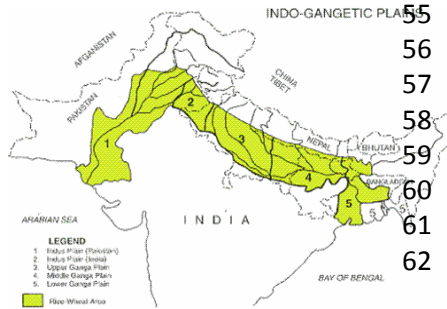 INDO-GANGETIC PLAINS
55
56
57
58
59
60
61
62
AFGANISTAN
PAKISTAN
CHINA
TIBET
NEPAL
BHUTAN
BANGLADESH
1
2
3
4
5
5
5
ARABIAN SEA
INDIA
BAY OF BENGAL
LEGEND
1. Indus Plain (Pakistan)
2. Indus Plain (India)
3. Upper Ganga Plain
4. Middle Ganga Plain
5. Lower Ganga Plain
Rice-Wheat Area